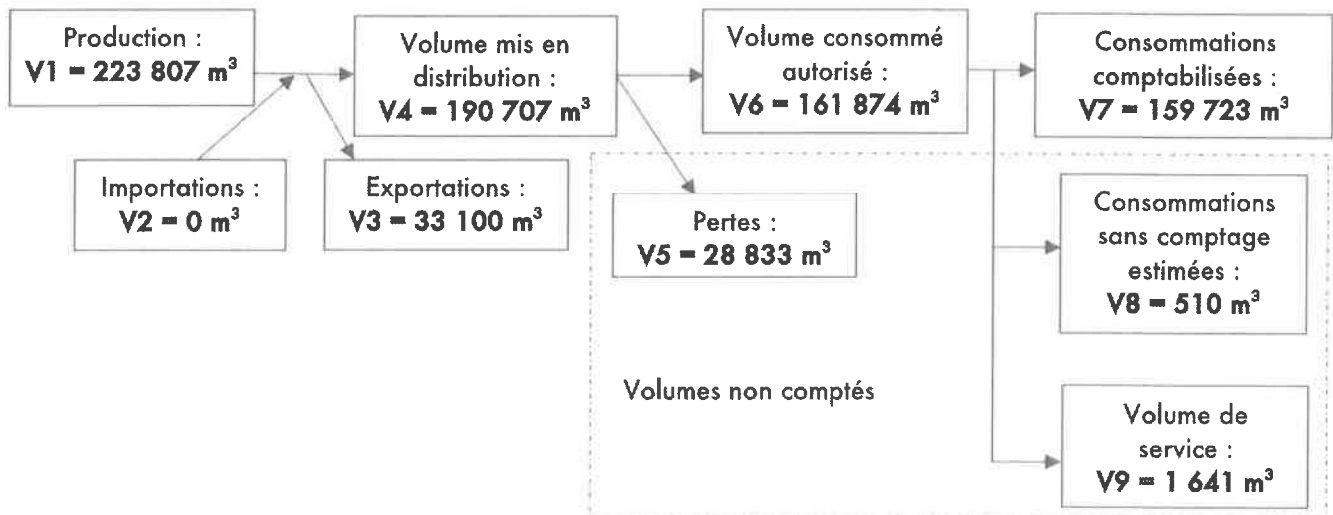 Production :
V1 = 223 807 m³
Volume mis en
distribution :
V4 = 190 707 m³
Volume consommé
autorisé :
V6 = 161 874 m³
Consommations
comptabilisées :
V7 = 159 723 m³
Importations :
V2 = 0 m³
Exportations :
V3 = 33 100 m³
Pertes :
V5 = 28 833 m³
Consommations
sans comptage
estimées :
V8 = 510 m³
Volumes non comptés
Volume de
service :
V9 = 1 641 m³